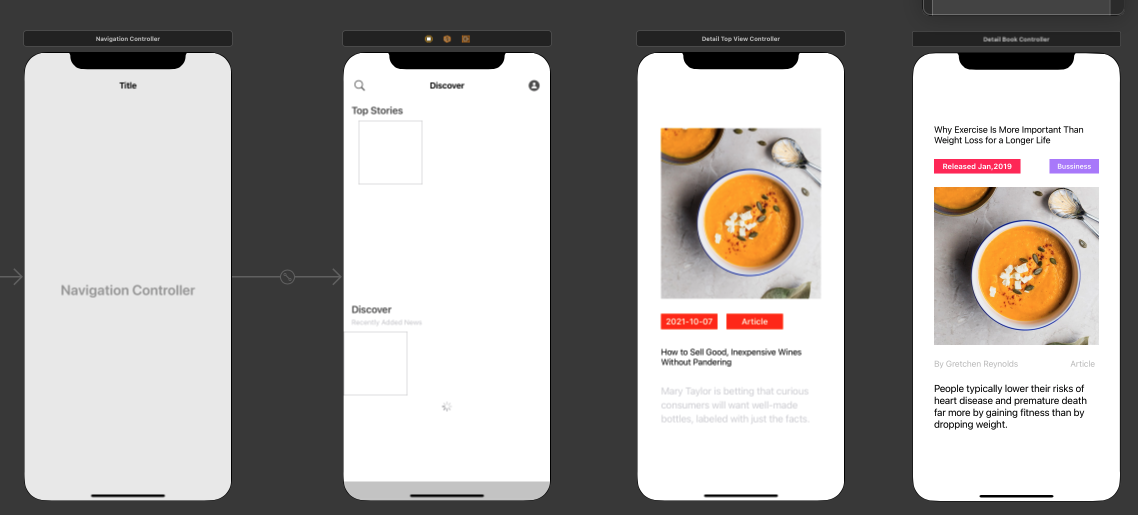 Navigation Controller
Title
Navigation Controller
Discover
Top Stories
Discover
Recently Added News
Detail Top View Controller
2021-10-07
Article
How to Sell Good, Inexpensive Wines
Without Pandering
Mary Taylor is betting that curious
consumers will want well-made
bottles, labeled with just the facts.
Detail Book Controller
Why Exercise Is More Important Than
Weight Loss for a Longer Life
Released Jan,2019
Bussiness
By Gretchen Reynolds
Article
People typically lower their risks of
heart disease and premature death
far more by gaining fitness than by
dropping weight.